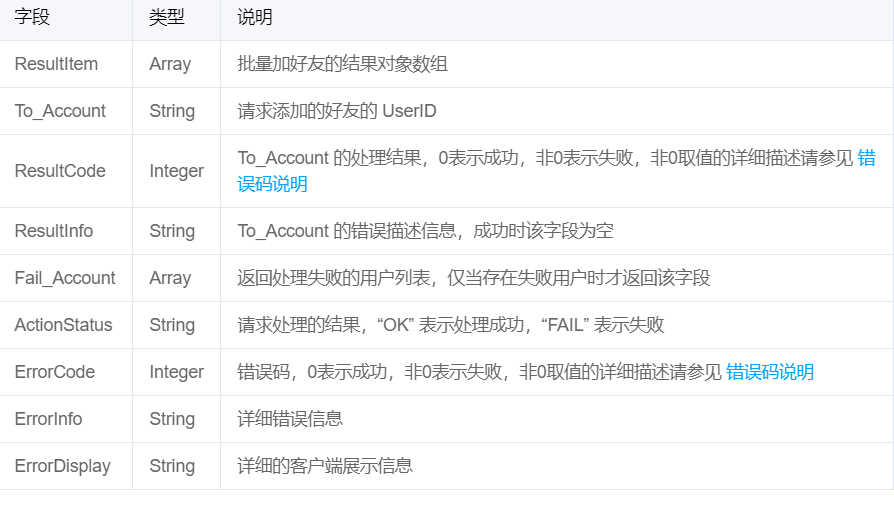 字段 类型 说明
ResultItem Array 批量加好友的结果对象数组
To_Account String 请求添加的好友的 UserID
ResultCode Integer To_Account 的处理结果，0表示成功，非0表示失败，非0取值的详细描述请参见 错
误码说明
ResultInfo String To_Account 的错误描述信息，成功时该字段为空
Fail_Account Array 返回处理失败的用户列表，仅当存在失败用户时才返回该字段
ActionStatus String 请求处理的结果，“OK” 表示处理成功，“FAIL” 表示失败
ErrorCode Integer 错误码，0表示成功，非0表示失败，非0取值的详细描述请参见 错误码说明
ErrorInfo String 详细错误信息
ErrorDisplay String 详细的客户端展示信息